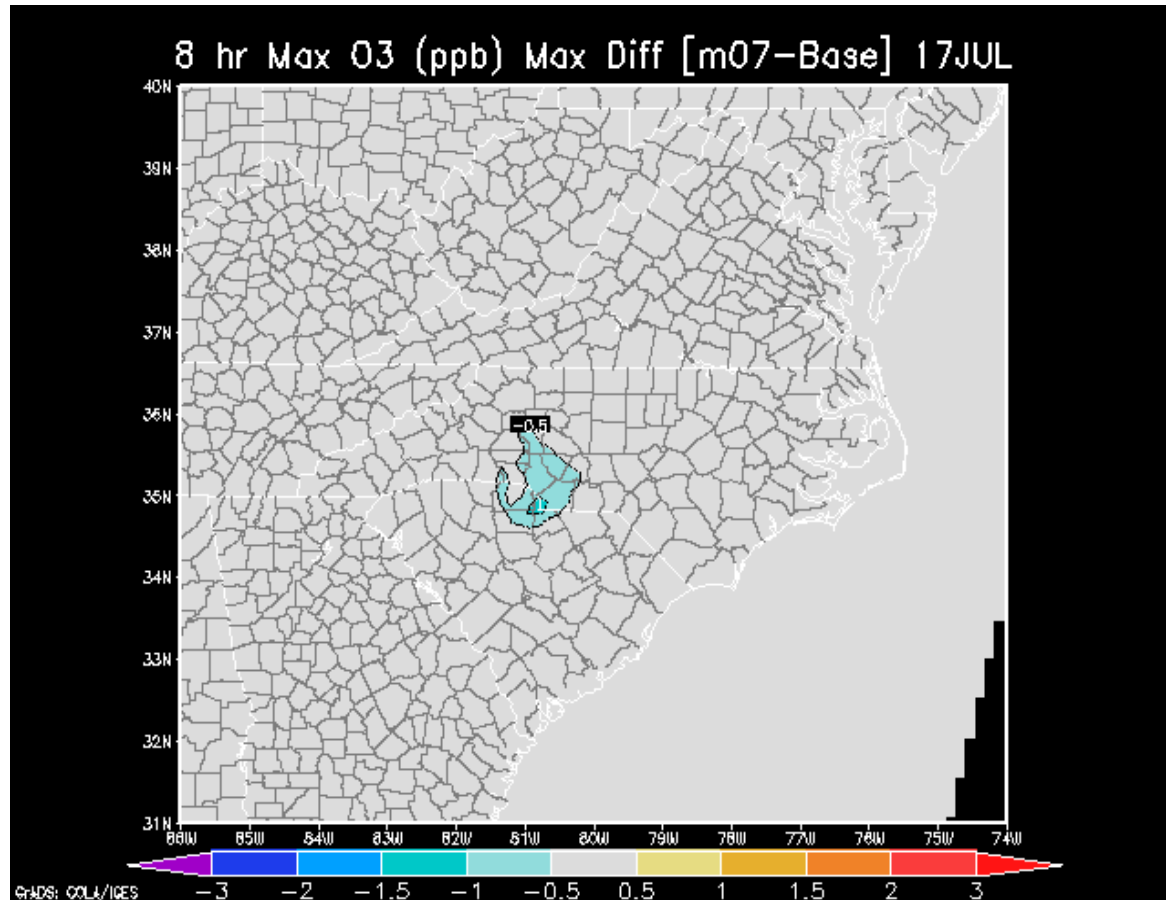 8 hr Max O3 (ppb) Max Diff [m07-Base] 17JUL
40N
39N
38N
37N
36N
-0.5
35N
34N
33N
32N
31N
86W 85W 84W 83W 82W 81W 80W 79W 78W 77W 76W 75W 74W
GrADS: COLA/IGES
-3 -2 -1.5 -1 -0.5 0.5 1 1.5 2 3